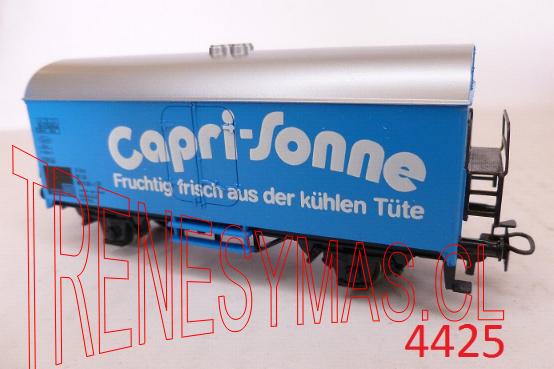 Capri-Sonne
Fruchtig frisch aus der kühlen Tüte
TRENESYMAS.CL
4425